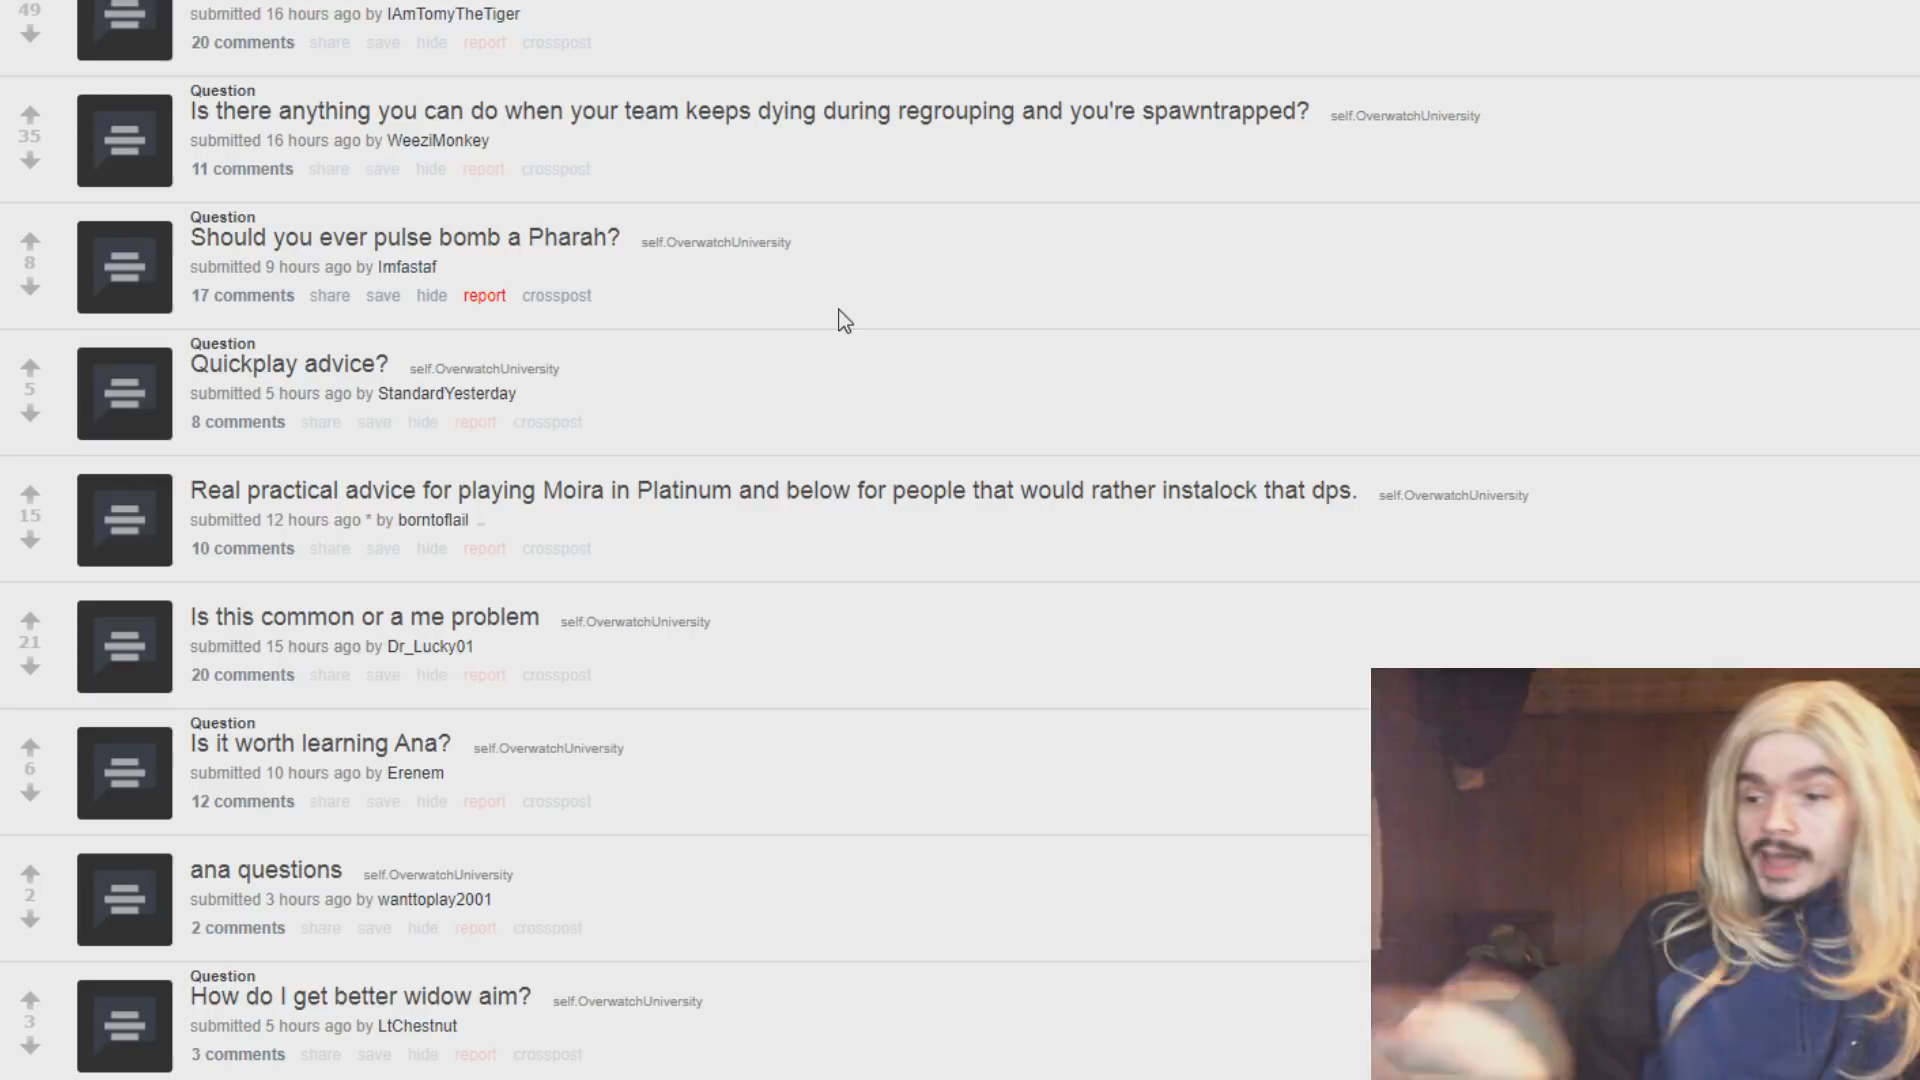 49
submitted 16 hours ago by IAmTomyTheTiger
20 comments share save hide report crosspost
Question
Is there anything you can do when your team keeps dying during regrouping and you're spawntrapped? self.OverwatchUniversity
35
submitted 16 hours ago by WeeziMonkey
11 comments share save hide report crosspost
Question
Should you ever pulse bomb a Pharah? self.OverwatchUniversity
8
submitted 9 hours ago by Imfastaf
17 comments share save hide report crosspost
Question
Quickplay advice? self.OverwatchUniversity
5
submitted 5 hours ago by StandardYesterday
8 comments share save hide report crosspost
Real practical advice for playing Moira in Platinum and below for people that would rather instalock that dps. self.OverwatchUniversity
15
submitted 12 hours ago * by borntoflail
10 comments share save hide report crosspost
Is this common or a me problem self.OverwatchUniversity
21
submitted 15 hours ago by Dr_Lucky01
20 comments share save hide report crosspost
Question
Is it worth learning Ana? self.OverwatchUniversity
6
submitted 10 hours ago by Erenem
12 comments share save hide report crosspost
ana questions self.OverwatchUniversity
2
submitted 3 hours ago by wanttoplay2001
2 comments share save hide report crosspost
Question
How do I get better widow aim? self.OverwatchUniversity
3
submitted 5 hours ago by LtChestnut
3 comments share save hide report crosspost